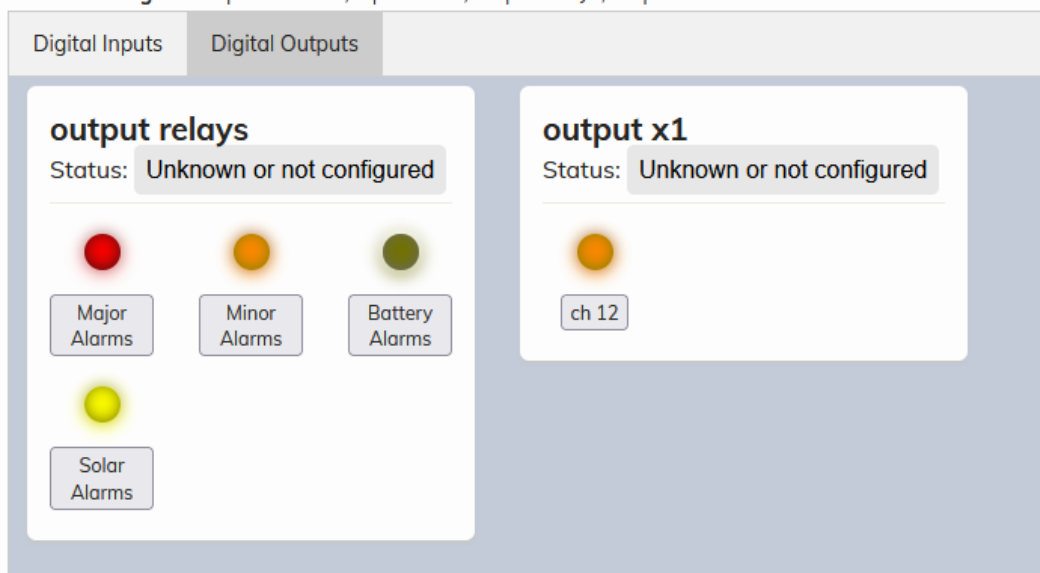 Digital Inputs
Digital Outputs
output relays
Status: Unknown or not configured
Major
Alarms
Minor
Alarms
Battery
Alarms
Solar
Alarms
output x1
Status: Unknown or not configured
ch 12